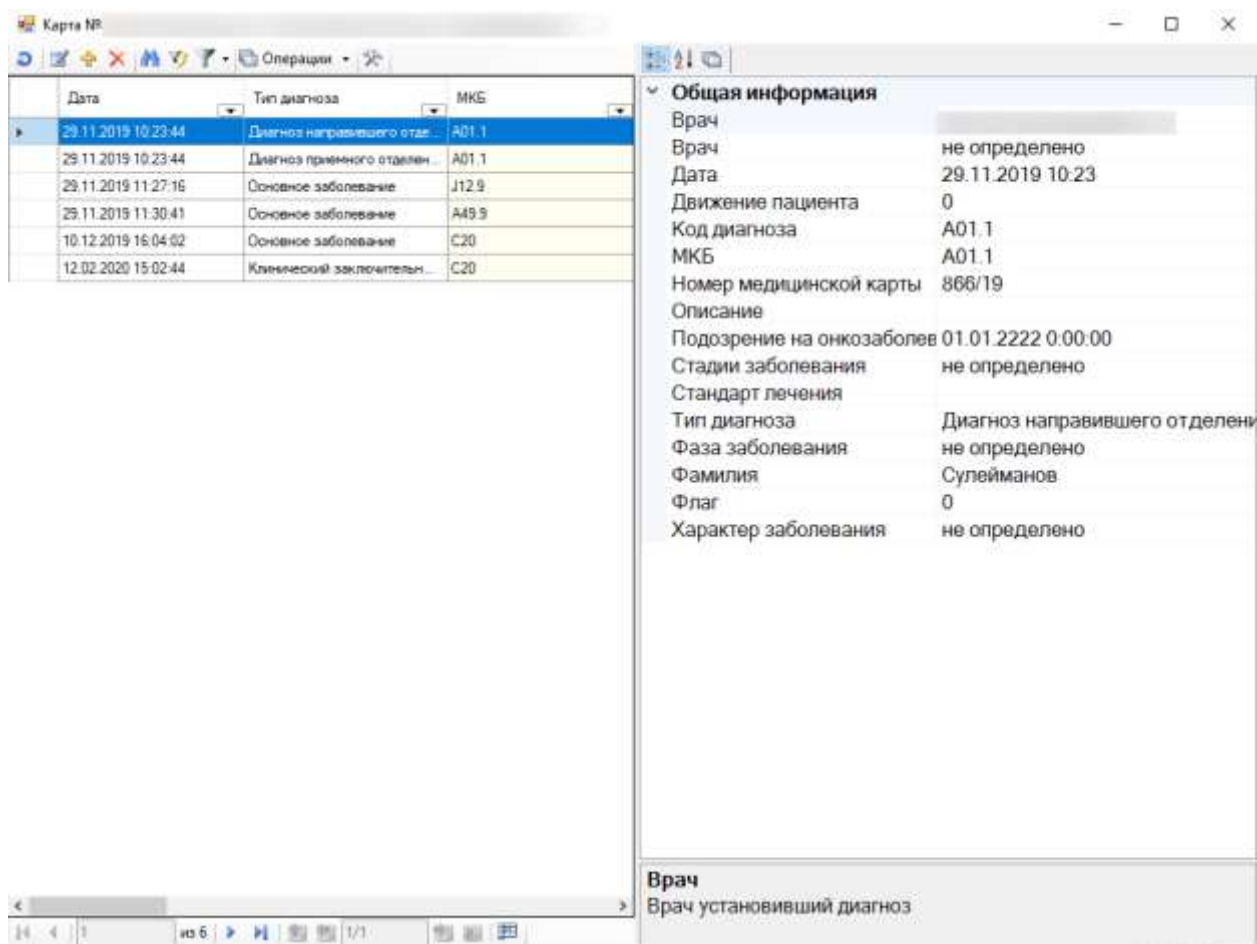 Карта №
Операции
Дата Тип диагноза МКБ
29.11.2019 10:23:44 Диагноз направившего отде... A01.1
29.11.2019 10:23:44 Диагноз приемного отделен... A01.1
29.11.2019 11:27:16 Основное заболевание J12.9
29.11.2019 11:30:41 Основное заболевание A49.9
10.12.2019 16:04:02 Основное заболевание C20
12.02.2020 15:02:44 Клинический заключительн... C20
1 из 6 1/1
Общая информация
Врач
Врач не определено
Дата 29.11.2019 10:23
Движение пациента 0
Код диагноза A01.1
МКБ A01.1
Номер медицинской карты 866/19
Описание
Подозрение на онкозаболев 01.01.2222 0:00:00
Стадии заболевания не определено
Стандарт лечения
Тип диагноза Диагноз направившего отделени
Фаза заболевания не определено
Фамилия Сулейманов
Флаг 0
Характер заболевания не определено
Врач
Врач установивший диагноз